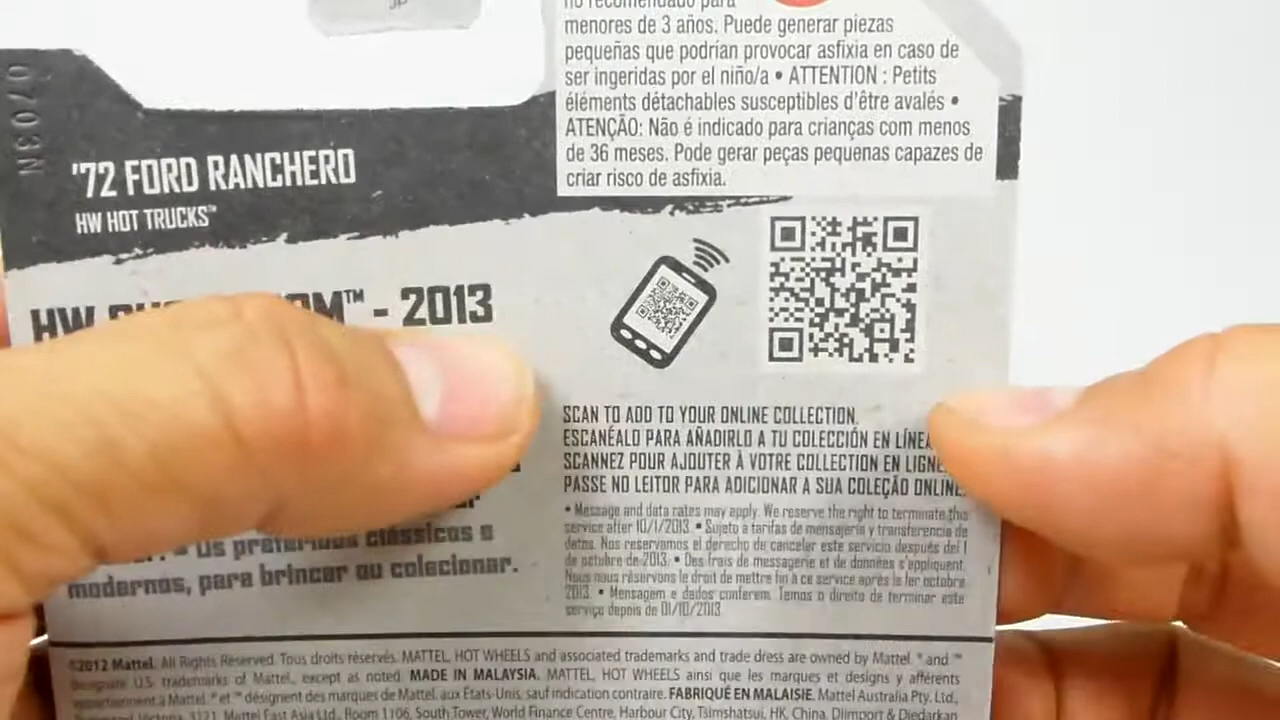 no recomendado para
menores de 3 años. Puede generar piezas
pequeñas que podrían provocar asfixia en caso de
ser ingeridas por el niño/a • ATTENTION : Petits
éléments détachables susceptibles d'être avalés •
ATENÇÃO: Não é indicado para crianças com menos
de 36 meses. Pode gerar peças pequenas capazes de
criar risco de asfixia.
0703N
'72 FORD RANCHERO
HW HOT TRUCKS™
HW - 2013
SCAN TO ADD TO YOUR ONLINE COLLECTION.
ESCANÉALO PARA AÑADIRLO A TU COLECCIÓN EN LÍNEA
SCANNEZ POUR AJOUTER À VOTRE COLLECTION EN LIGNE.
PASSE NO LEITOR PARA ADICIONAR A SUA COLEÇÃO ONLINE.
• Message and data rates may apply. We reserve the right to terminate this
service after 10/1/2013. • Sujeto a tarifas de mensajería y transferencia de
datos. Nos reservamos el derecho de cancelar este servicio después del 1
de octubre de 2013. • Des frais de messagerie et de données s'appliquent.
Nous nous réservons le droit de mettre fin à ce service après le 1er octobre
2013. • Mensagem e dados conferem. Temos o direito de terminar este
serviço depois de 01/10/2013.
clássicos e
modernos, para brincar ou colecionar.
©2012 Mattel. All Rights Reserved. Tous droits réservés. MATTEL, HOT WHEELS and associated trademarks and trade dress are owned by Mattel. ® and ™
designate U.S. trademarks of Mattel, except as noted. MADE IN MALAYSIA. MATTEL, HOT WHEELS ainsi que les marques et designs y afférents
appartiennent à Mattel. ® et ™ désignent des marques de Mattel aux États-Unis, sauf indication contraire. FABRIQUÉ EN MALAISIE. Mattel Australia Pty. Ltd.,
Victoria, 3121. Mattel East Asia Ltd., Room 1106, South Tower, World Finance Centre, Harbour City, Tsimshatsui, HK, China. Diimport & Diedarkan